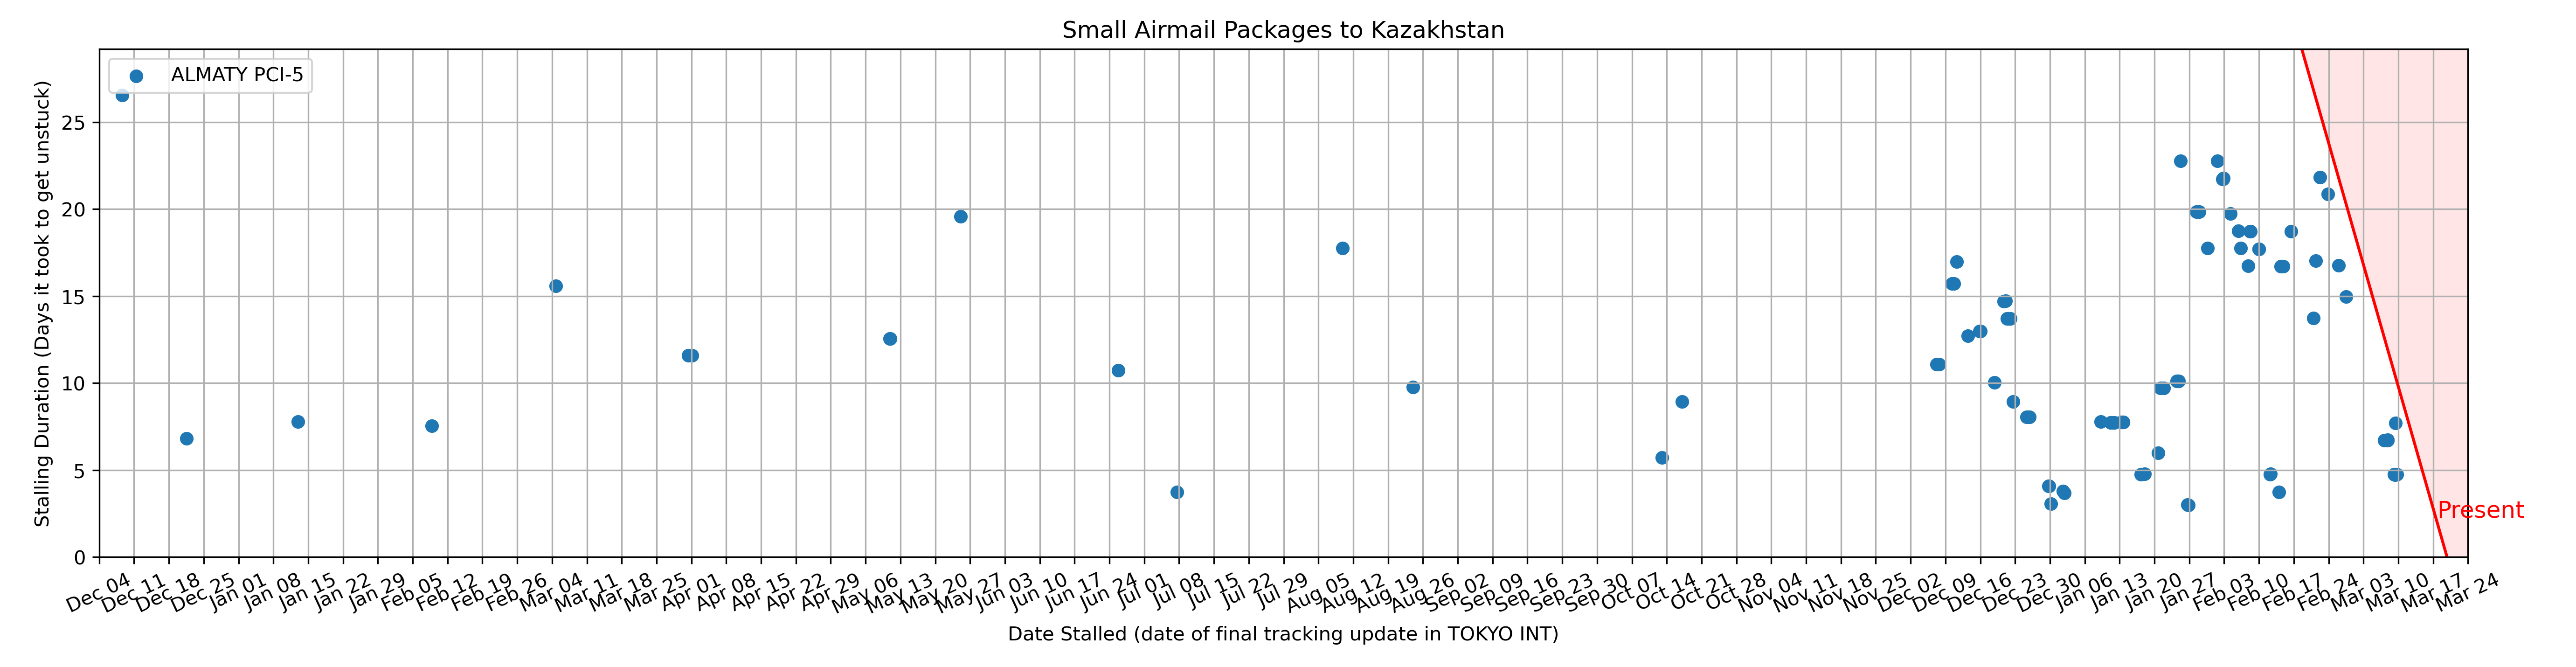 Small Airmail Packages to Kazakhstan
ALMATY PCI-5
Stalling Duration (Days it took to get unstuck)
25
20
15
10
5
0
Present
Dec 04
Dec 11
Dec 18
Dec 25
Jan 01
Jan 08
Jan 15
Jan 22
Jan 29
Feb 05
Feb 12
Feb 19
Feb 26
Mar 04
Mar 11
Mar 18
Mar 25
Apr 01
Apr 08
Apr 15
Apr 22
Apr 29
May 06
May 13
May 20
May 27
Jun 03
Jun 10
Jun 17
Jun 24
Jul 01
Jul 08
Jul 15
Jul 22
Jul 29
Aug 05
Aug 12
Aug 19
Aug 26
Sep 02
Sep 09
Sep 16
Sep 23
Sep 30
Oct 07
Oct 14
Oct 21
Oct 28
Nov 04
Nov 11
Nov 18
Nov 25
Dec 02
Dec 09
Dec 16
Dec 23
Dec 30
Jan 06
Jan 13
Jan 20
Jan 27
Feb 03
Feb 10
Feb 17
Feb 24
Mar 03
Mar 10
Mar 17
Mar 24
Date Stalled (date of final tracking update in TOKYO INT)